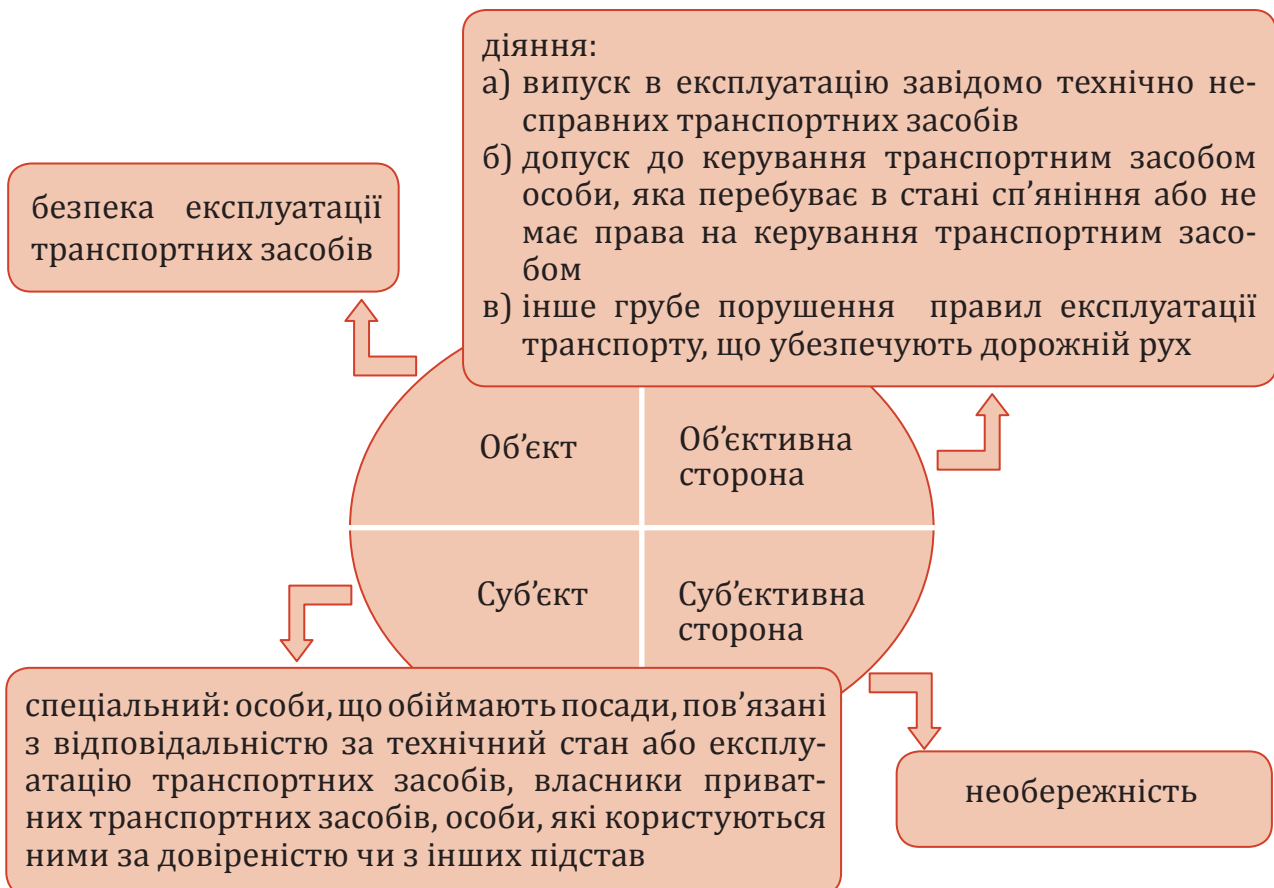 діяння:
а) випуск в експлуатацію завідомо технічно не-
справних транспортних засобів
б) допуск до керування транспортним засобом
особи, яка перебуває в стані сп’яніння або не
має права на керування транспортним засо-
бом
в) інше грубе порушення правил експлуатації
транспорту, що убезпечують дорожній рух
безпека експлуатації
транспортних засобів
Об’єкт
Об’єктивна
сторона
Суб’єкт
Суб’єктивна
сторона
спеціальний: особи, що обіймають посади, пов’язані
з відповідальністю за технічний стан або експлу-
атацію транспортних засобів, власники приват-
них транспортних засобів, особи, які користуються
ними за довіреністю чи з інших підстав
необережність